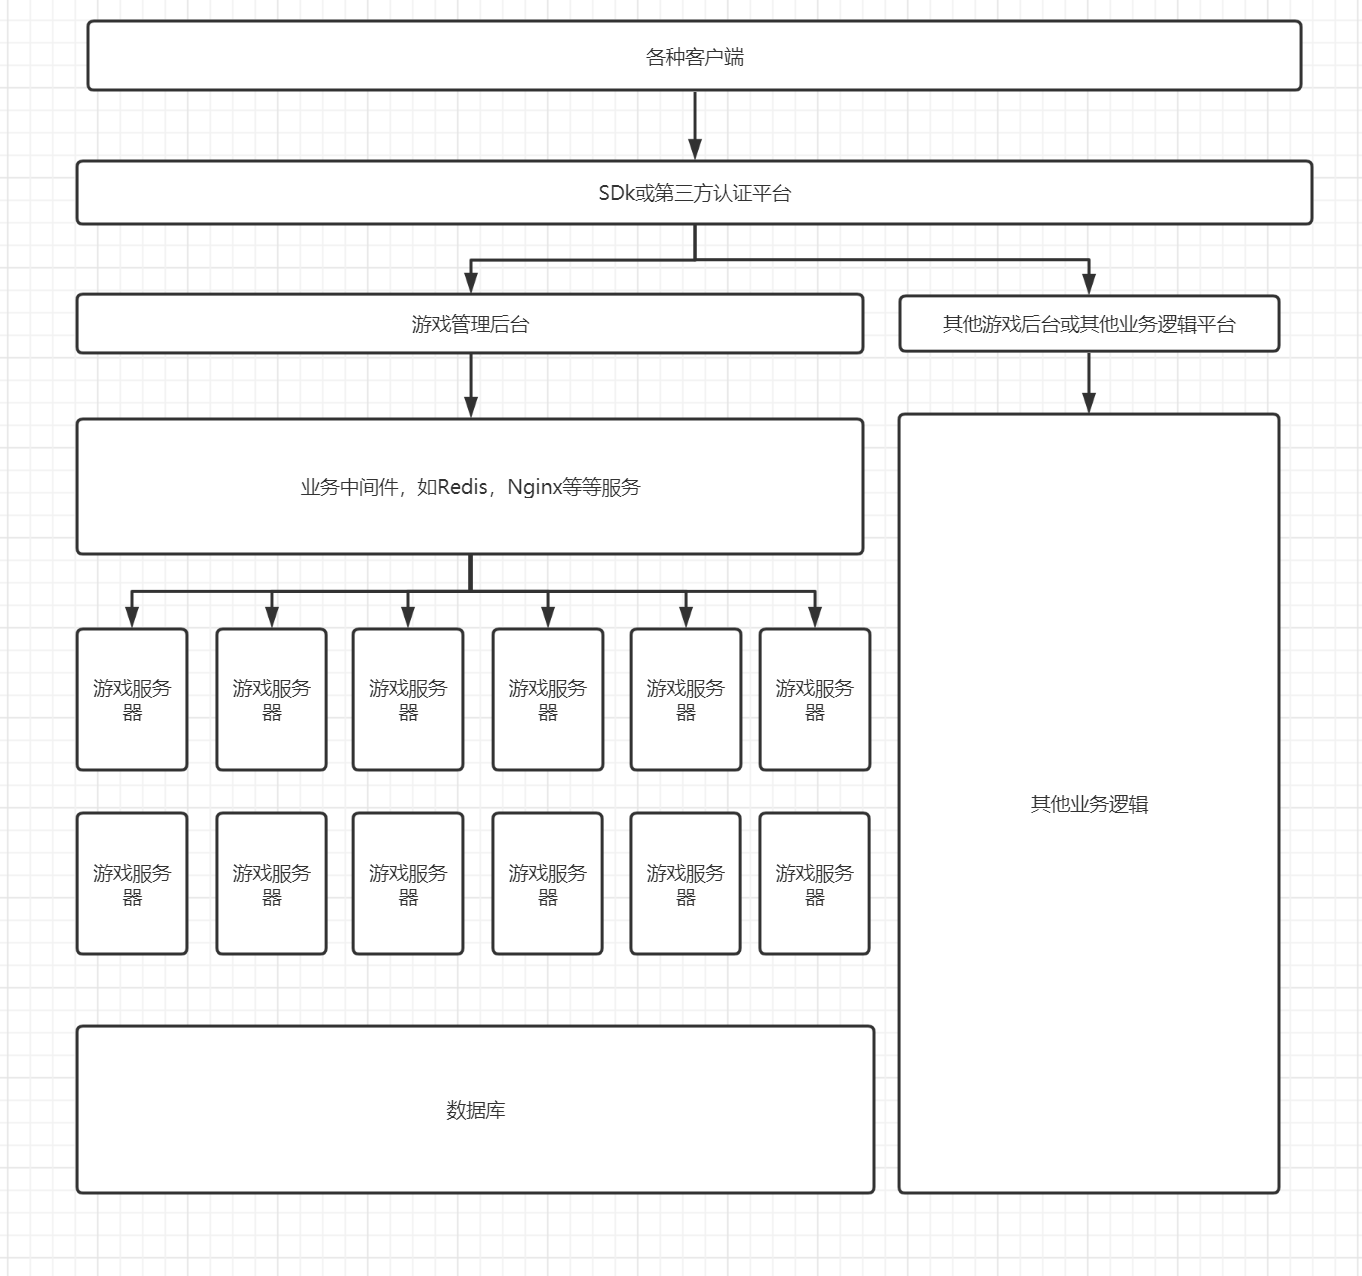 各种客户端
SDk或第三方认证平台
游戏管理后台
其他游戏后台或其他业务逻辑平台
业务中间件，如Redis，Nginx等等服务
游戏服务
器
游戏服务
器
游戏服务
器
游戏服务
器
游戏服务
器
游戏服务
器
其他业务逻辑
游戏服务
器
游戏服务
器
游戏服务
器
游戏服务
器
游戏服务
器
游戏服务
器
数据库